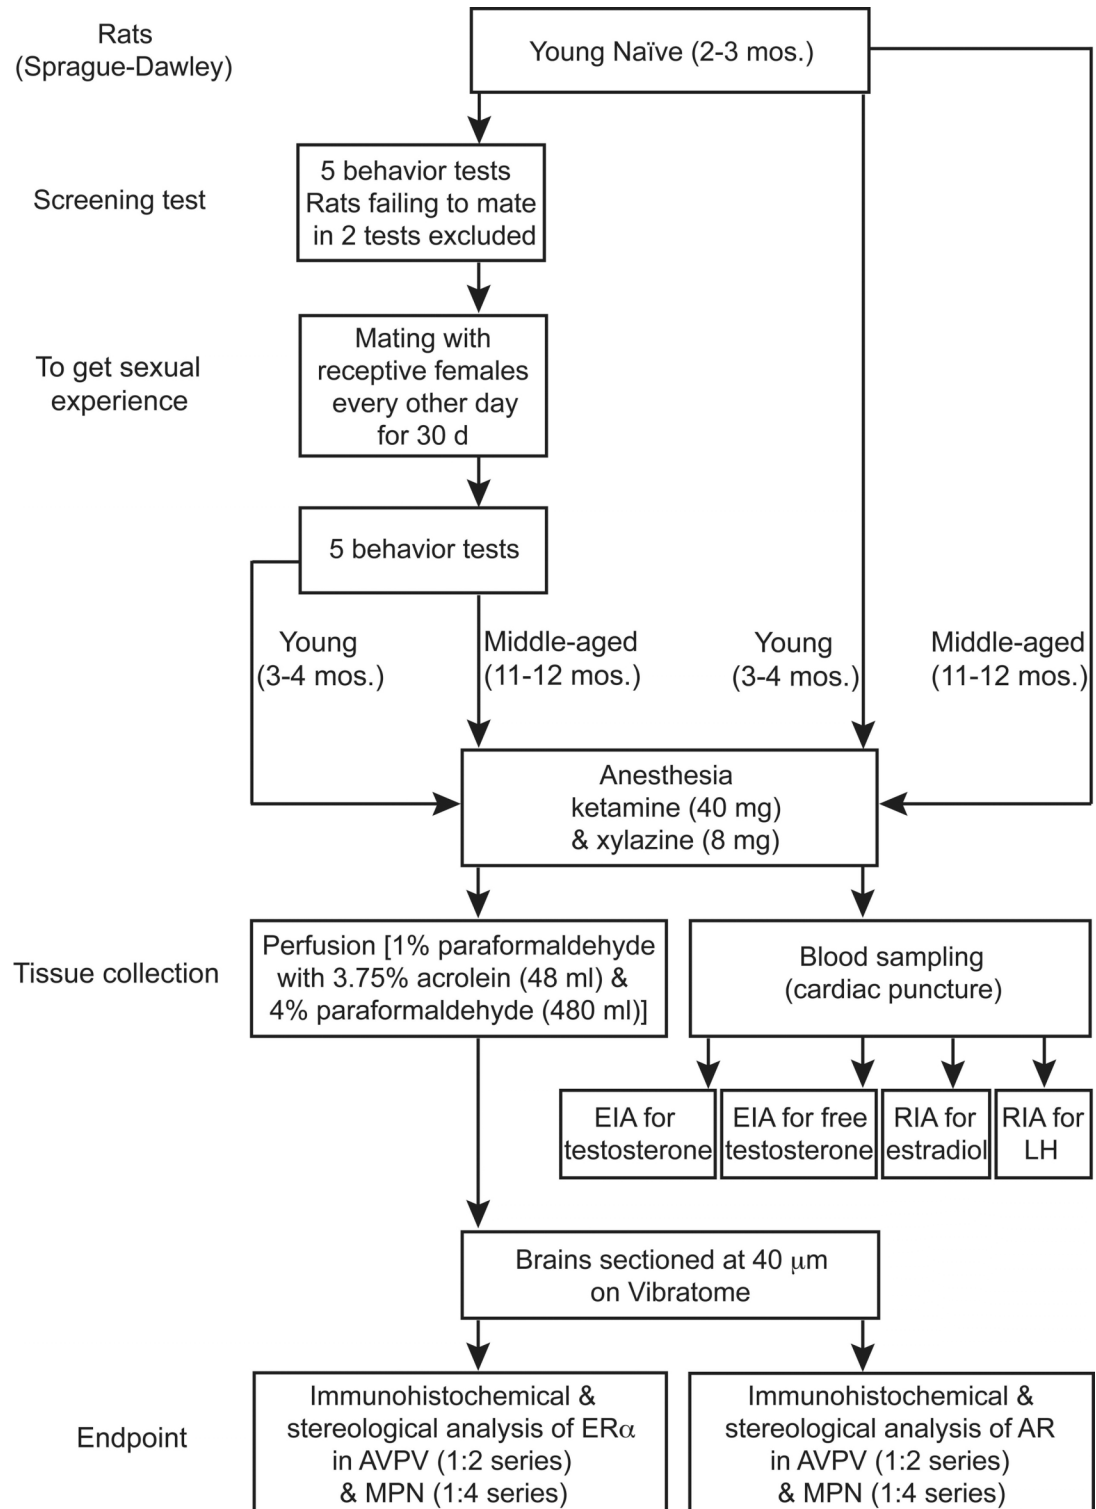 Rats
(Sprague-Dawley)
Young Naïve (2-3 mos.)
Screening test
5 behavior tests
Rats failing to mate
in 2 tests excluded
To get sexual
experience
Mating with
receptive females
every other day
for 30 d
5 behavior tests
Young
(3-4 mos.)
Middle-aged
(11-12 mos.)
Young
(3-4 mos.)
Middle-aged
(11-12 mos.)
Anesthesia
ketamine (40 mg)
& xylazine (8 mg)
Tissue collection
Perfusion [1% paraformaldehyde
with 3.75% acrolein (48 ml) &
4% paraformaldehyde (480 ml)]
Blood sampling
(cardiac puncture)
EIA for
testosterone
EIA for free
testosterone
RIA for
estradiol
RIA for
LH
Brains sectioned at 40 μm
on Vibratome
Endpoint
Immunohistochemical &
stereological analysis of ERα
in AVPV (1:2 series)
& MPN (1:4 series)
Immunohistochemical &
stereological analysis of AR
in AVPV (1:2 series)
& MPN (1:4 series)